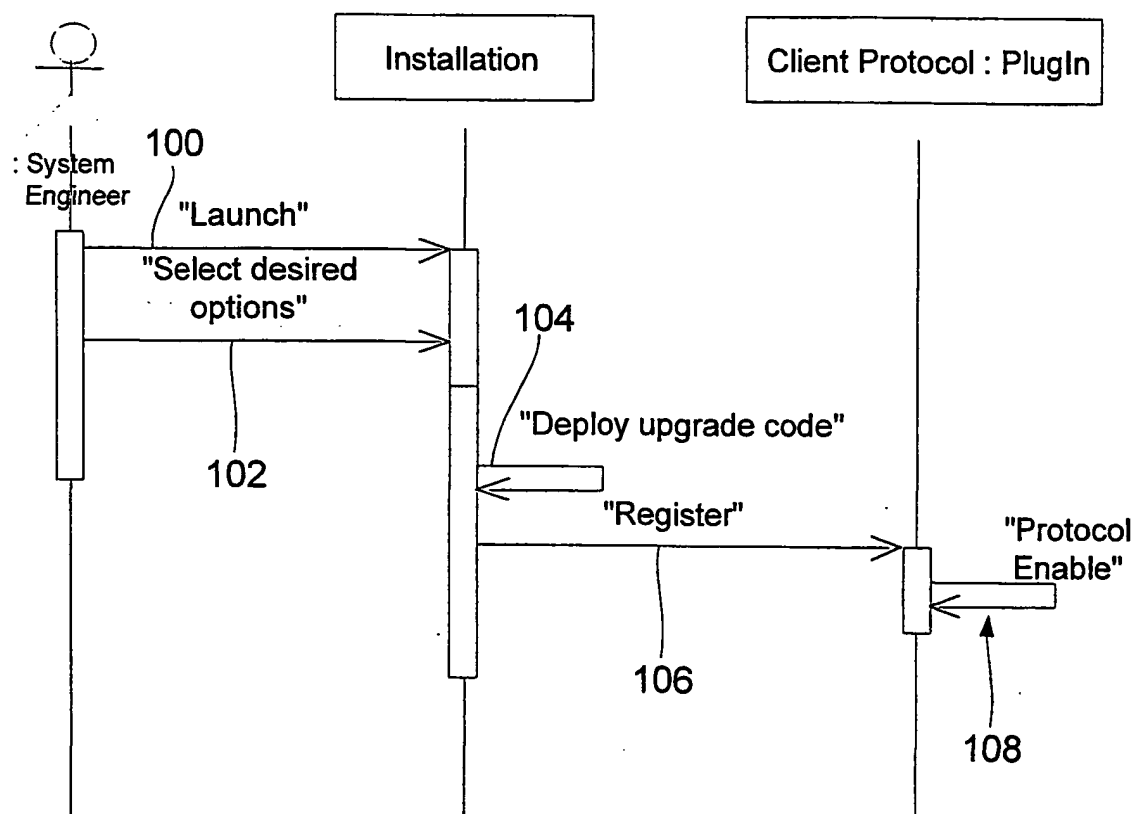 Installation
Client Protocol : PlugIn
: System
Engineer
100
"Launch"
"Select desired
options"
102
104
"Deploy upgrade code"
"Register"
106
"Protocol
Enable"
108